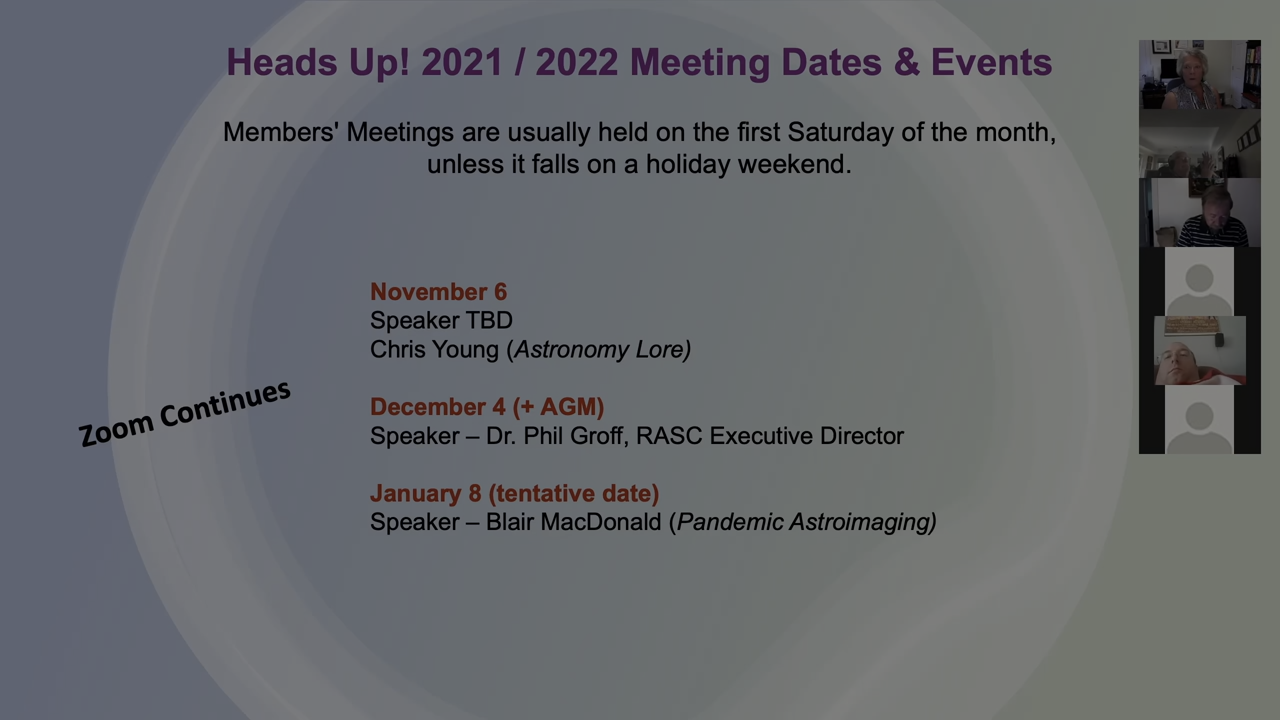 Heads Up! 2021 / 2022 Meeting Dates & Events
Members' Meetings are usually held on the first Saturday of the month,
unless it falls on a holiday weekend.
November 6
Speaker TBD
Chris Young (Astronomy Lore)
Zoom Continues
December 4 (+ AGM)
Speaker – Dr. Phil Groff, RASC Executive Director
January 8 (tentative date)
Speaker – Blair MacDonald (Pandemic Astroimaging)